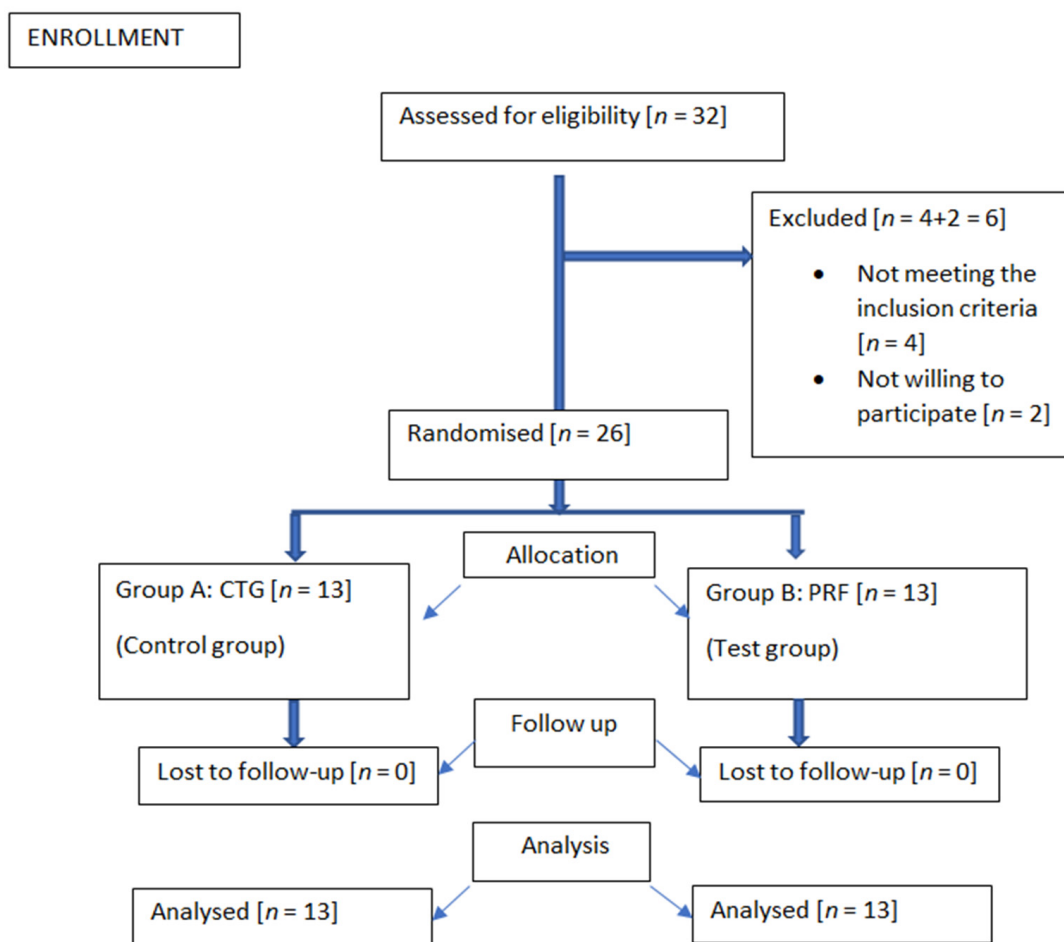 ENROLLMENT
Assessed for eligibility [n = 32]
Excluded [n = 4+2 = 6]
• Not meeting the
inclusion criteria
[n = 4]
• Not willing to
participate [n = 2]
Randomised [n = 26]
Allocation
Group A: CTG [n = 13]
(Control group)
Group B: PRF [n = 13]
(Test group)
Follow up
Lost to follow-up [n = 0]
Lost to follow-up [n = 0]
Analysis
Analysed [n = 13]
Analysed [n = 13]